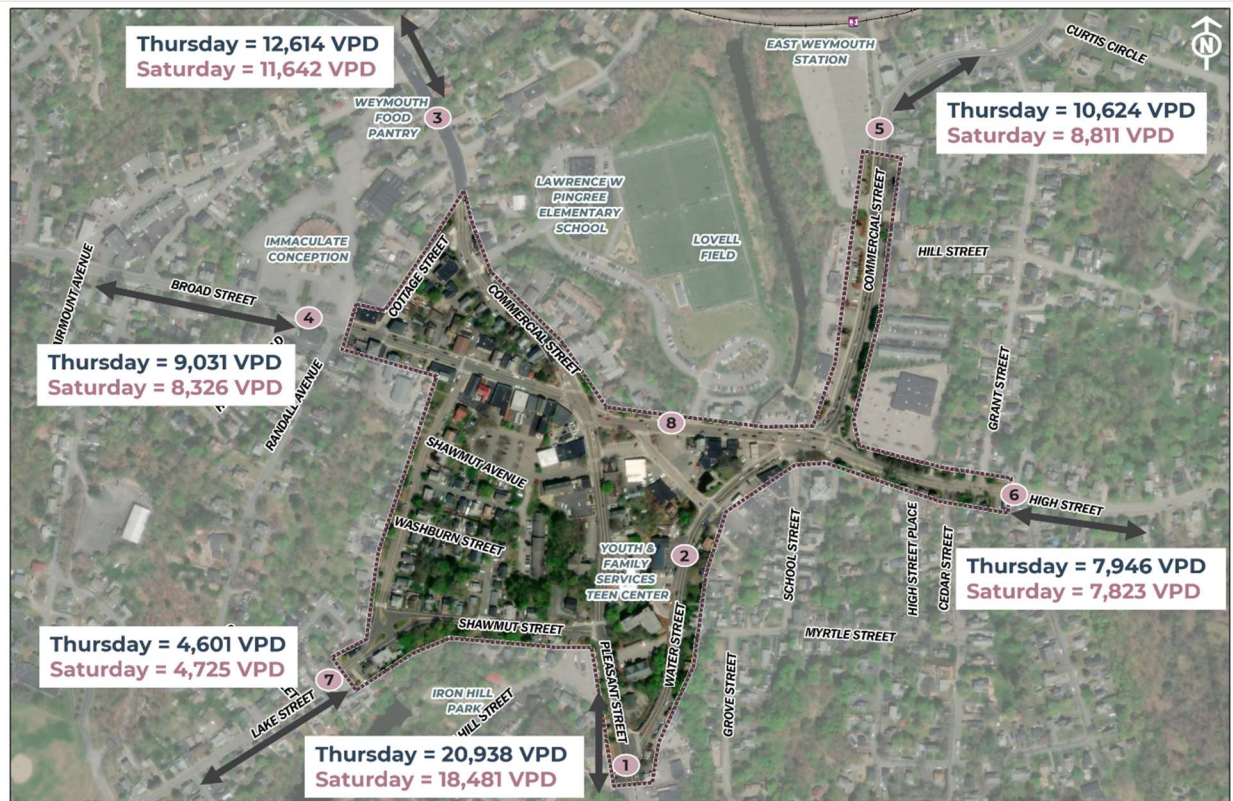 Thursday = 12,614 VPD
Saturday = 11,642 VPD
EAST WEYMOUTH
STATION
CURTIS CIRCLE
N
WEYMOUTH
FOOD
PANTRY
3
5
Thursday = 10,624 VPD
Saturday = 8,811 VPD
LAWRENCE W
PINGREE
ELEMENTARY
SCHOOL
COMMERCIAL STREET
IMMACULATE
CONCEPTION
LOVELL
FIELD
HILL STREET
COTTAGE STREET
BROAD STREET
COMMERCIAL STREET
4
Thursday = 9,031 VPD
Saturday = 8,326 VPD
RANDALL AVENUE
GRANT STREET
8
SHAWMUT AVENUE
6
HIGH STREET
WASHBURN STREET
YOUTH &
FAMILY
SERVICES
TEEN CENTER
2
SCHOOL STREET
HIGH STREET PLACE
CEDAR STREET
Thursday = 7,946 VPD
Saturday = 7,823 VPD
SHAWMUT STREET
MYRTLE STREET
Thursday = 4,601 VPD
Saturday = 4,725 VPD
PLEASANT STREET
WATER STREET
7
LAKE STREET
IRON HILL
PARK
HILL STREET
GROVE STREET
Thursday = 20,938 VPD
Saturday = 18,481 VPD
1